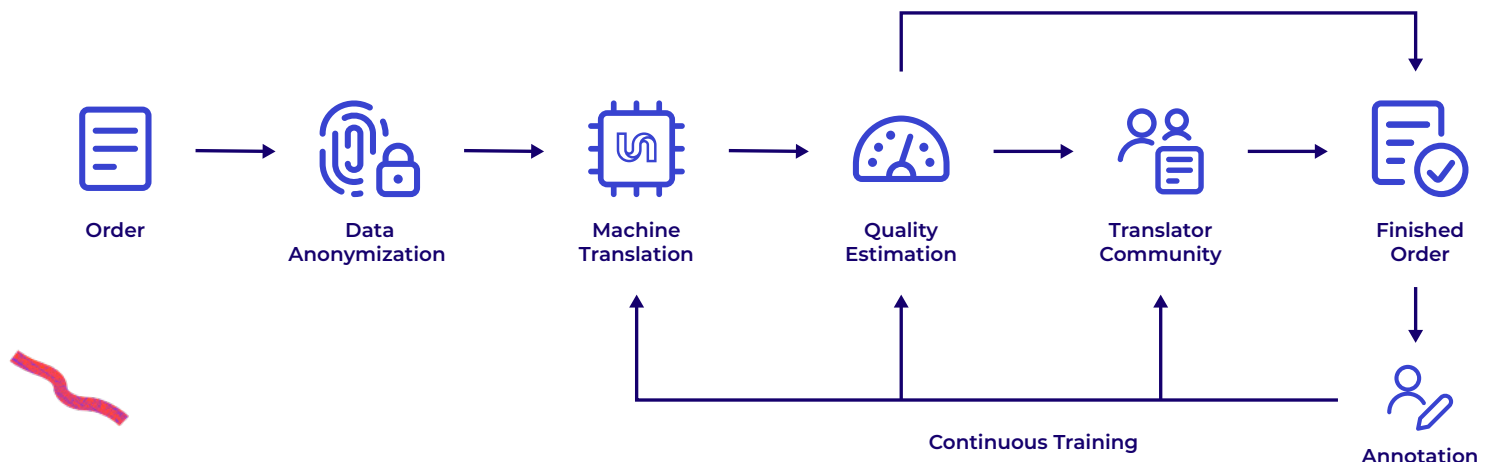 Order
Data
Anonymization
Machine
Translation
Quality
Estimation
Translator
Community
Finished
Order
Continuous Training
Annotation